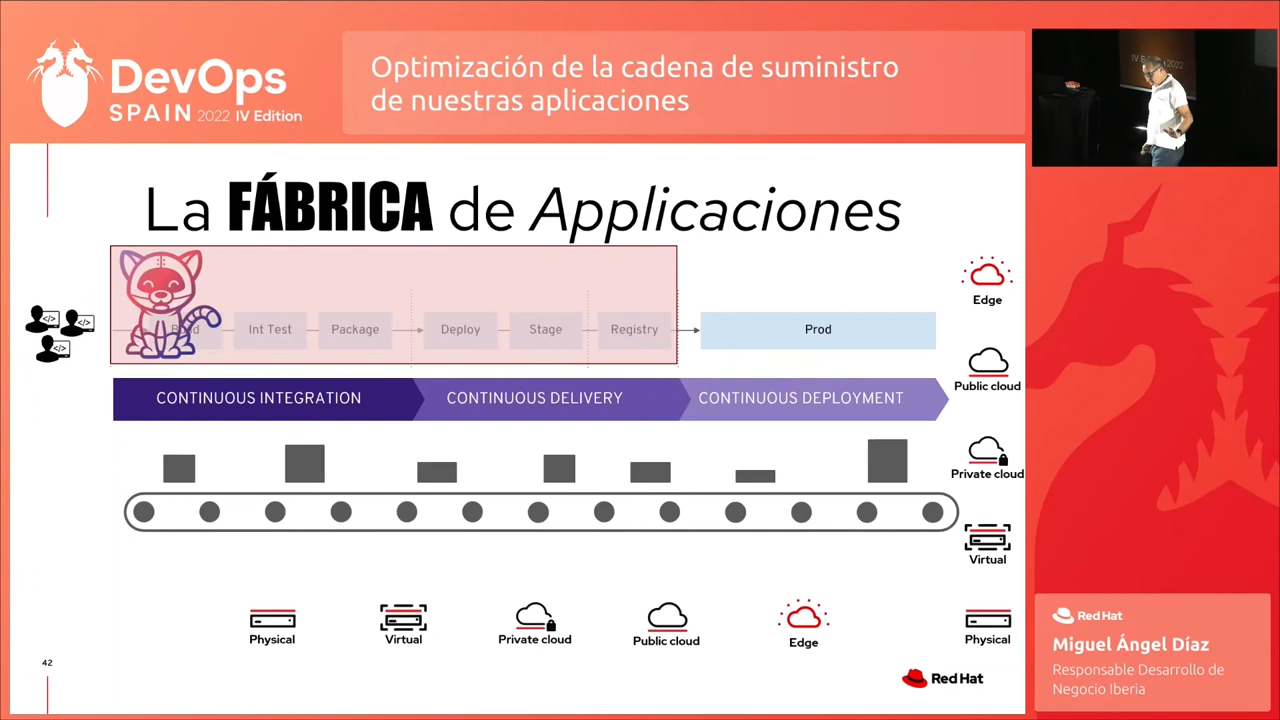 DevOps
SPAIN 2022 IV Edition
Optimización de la cadena de suministro
de nuestras aplicaciones
La FÁBRICA de Applicaciones
Int Test
Package
Deploy
Stage
Registry
Prod
CONTINUOUS INTEGRATION
CONTINUOUS DELIVERY
CONTINUOUS DEPLOYMENT
Edge
Public cloud
Private cloud
Virtual
Physical
Physical
Virtual
Private cloud
Public cloud
Edge
42
Red Hat
Red Hat
Miguel Ángel Díaz
Responsable Desarrollo de
Negocio Iberia